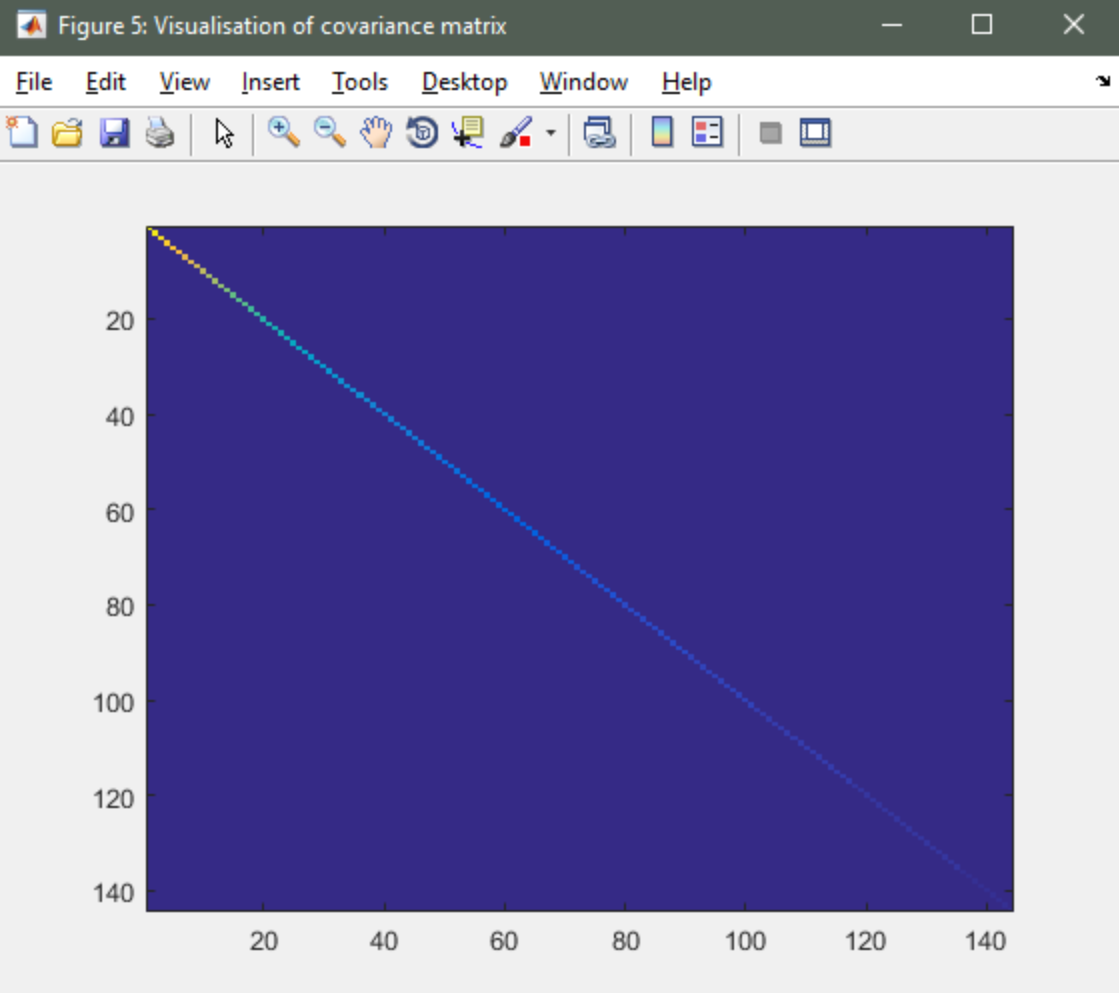 Figure 5: Visualisation of covariance matrix
File Edit View Insert Tools Desktop Window Help
20
40
60
80
100
120
140
20 40 60 80 100 120 140